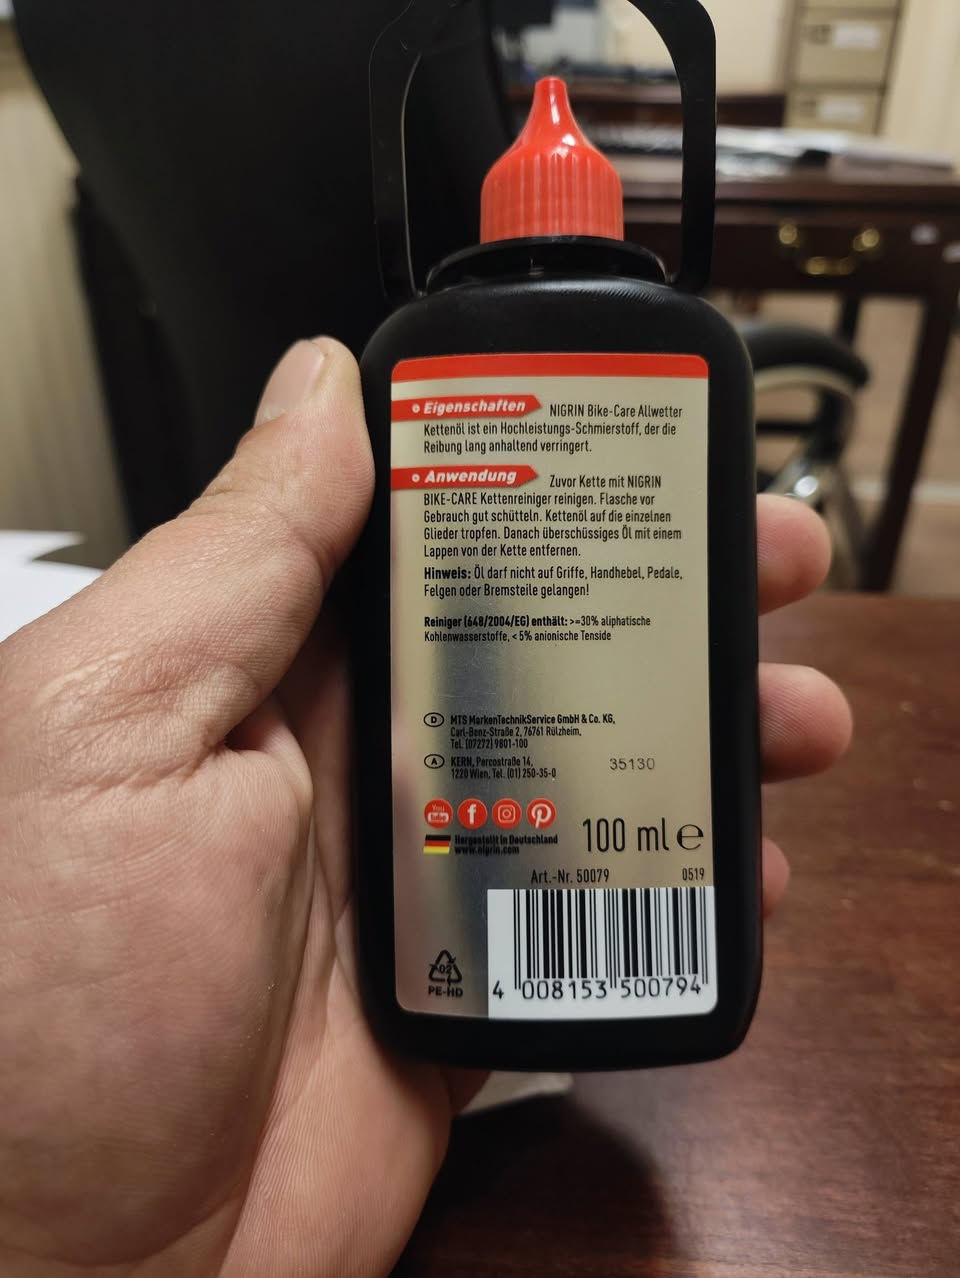 Eigenschaften NIGRIN Bike-Care Allwetter
Kettenöl ist ein Hochleistungs-Schmierstoff, der die
Reibung lang anhaltend verringert.
Anwendung Zuvor Kette mit NIGRIN
BIKE-CARE Kettenreiniger reinigen. Flasche vor
Gebrauch gut schütteln. Kettenöl auf die einzelnen
Glieder tropfen. Danach überschüssiges Öl mit einem
Lappen von der Kette entfernen.
Hinweis: Öl darf nicht auf Griffe, Handhebel, Pedale,
Felgen oder Bremsteile gelangen!
Reiniger (648/2004/EG) enthält: >=30% aliphatische
Kohlenwasserstoffe, < 5% anionische Tenside
D MTS MarkenTechnikService GmbH & Co. KG,
Carl-Benz-Straße 2, 76761 Rülzheim,
Tel. (07272) 9801-100
A KERN, Percostraße 14,
1220 Wien, Tel. (01) 250-35-0
35130
You Tube
Hergestellt in Deutschland
www.nigrin.com
100 ml e
Art.-Nr. 50079 0519
02
PE-HD
4 008153 500794